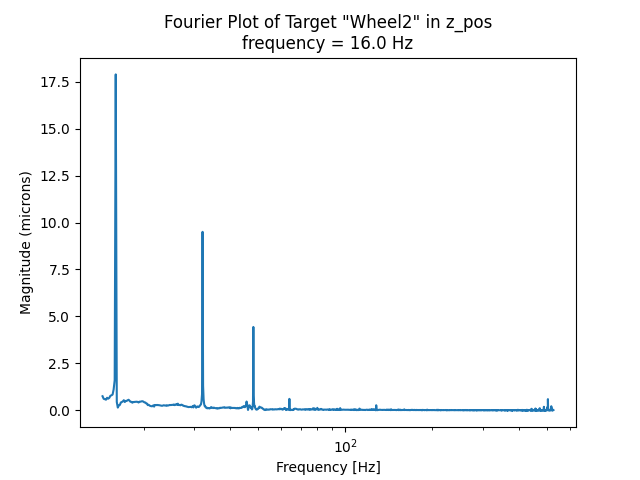 Fourier Plot of Target "Wheel2" in z_pos
frequency = 16.0 Hz
17.5
15.0
12.5
10.0
7.5
5.0
2.5
0.0
Magnitude (microns)
10²
Frequency [Hz]